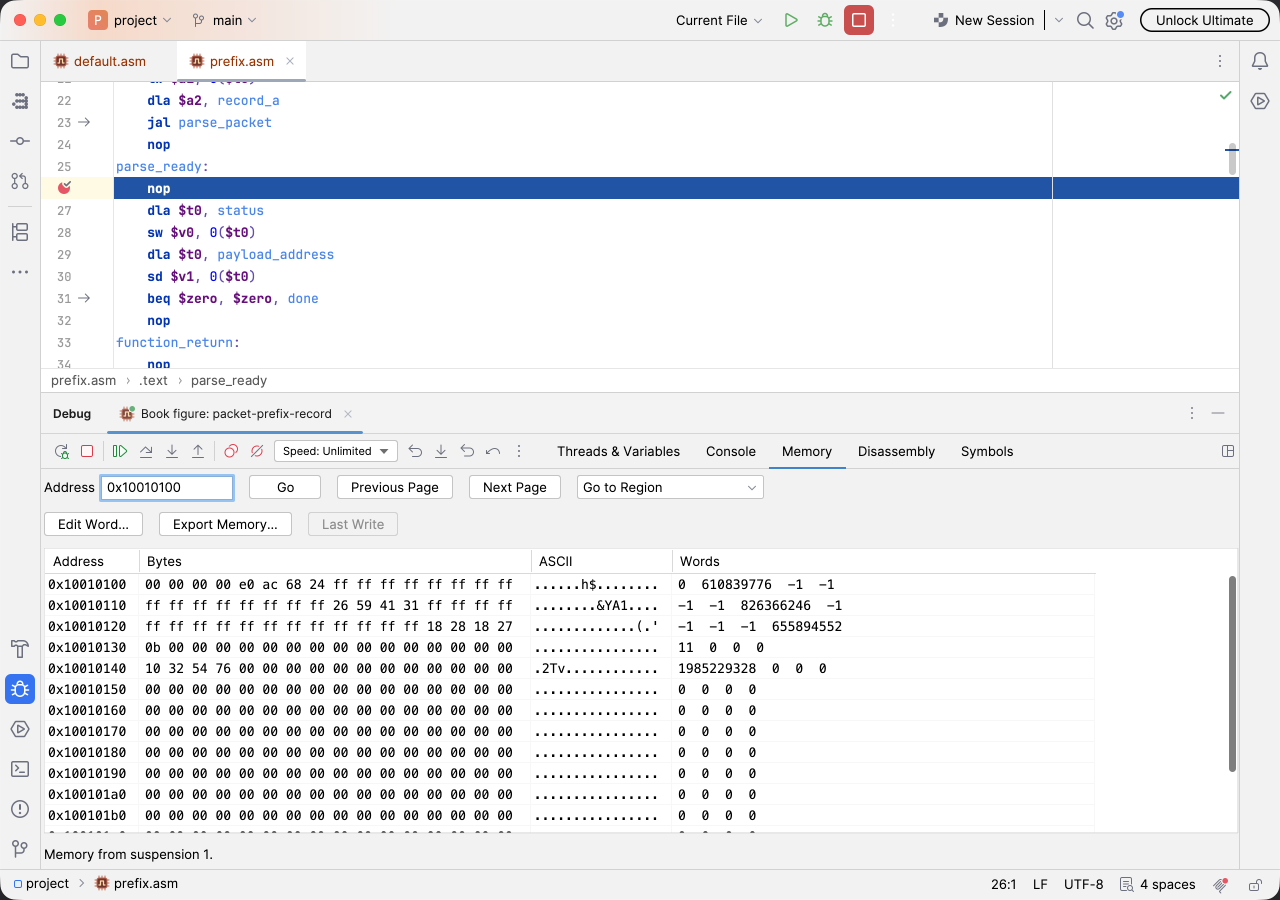 P project main Current File New Session Unlock Ultimate
default.asm prefix.asm
22 dla $a2, record_a
23 jal parse_packet
24 nop
25 parse_ready:
nop
27 dla $t0, status
28 sw $v0, 0($t0)
29 dla $t0, payload_address
30 sd $v1, 0($t0)
31 beq $zero, $zero, done
32 nop
33 function_return:
34 nop
prefix.asm › .text › parse_ready
Debug Book figure: packet-prefix-record
Speed: Unlimited Threads & Variables Console Memory Disassembly Symbols
Address 0x10010100 Go Previous Page Next Page Go to Region
Edit Word... Export Memory... Last Write
Address Bytes ASCII Words
0x10010100 00 00 00 00 e0 ac 68 24 ff ff ff ff ff ff ff ff ......h$........ 0 610839776 -1 -1
0x10010110 ff ff ff ff ff ff ff ff 26 59 41 31 ff ff ff ff ........&YA1.... -1 -1 826366246 -1
0x10010120 ff ff ff ff ff ff ff ff ff ff ff ff 18 28 18 27 .............(.' -1 -1 -1 655894552
0x10010130 0b 00 00 00 00 00 00 00 00 00 00 00 00 00 00 00 ................ 11 0 0 0
0x10010140 10 32 54 76 00 00 00 00 00 00 00 00 00 00 00 00 .2Tv............ 1985229328 0 0 0
0x10010150 00 00 00 00 00 00 00 00 00 00 00 00 00 00 00 00 ................ 0 0 0 0
0x10010160 00 00 00 00 00 00 00 00 00 00 00 00 00 00 00 00 ................ 0 0 0 0
0x10010170 00 00 00 00 00 00 00 00 00 00 00 00 00 00 00 00 ................ 0 0 0 0
0x10010180 00 00 00 00 00 00 00 00 00 00 00 00 00 00 00 00 ................ 0 0 0 0
0x10010190 00 00 00 00 00 00 00 00 00 00 00 00 00 00 00 00 ................ 0 0 0 0
0x100101a0 00 00 00 00 00 00 00 00 00 00 00 00 00 00 00 00 ................ 0 0 0 0
0x100101b0 00 00 00 00 00 00 00 00 00 00 00 00 00 00 00 00 ................ 0 0 0 0
Memory from suspension 1.
project › prefix.asm 26:1 LF UTF-8 4 spaces